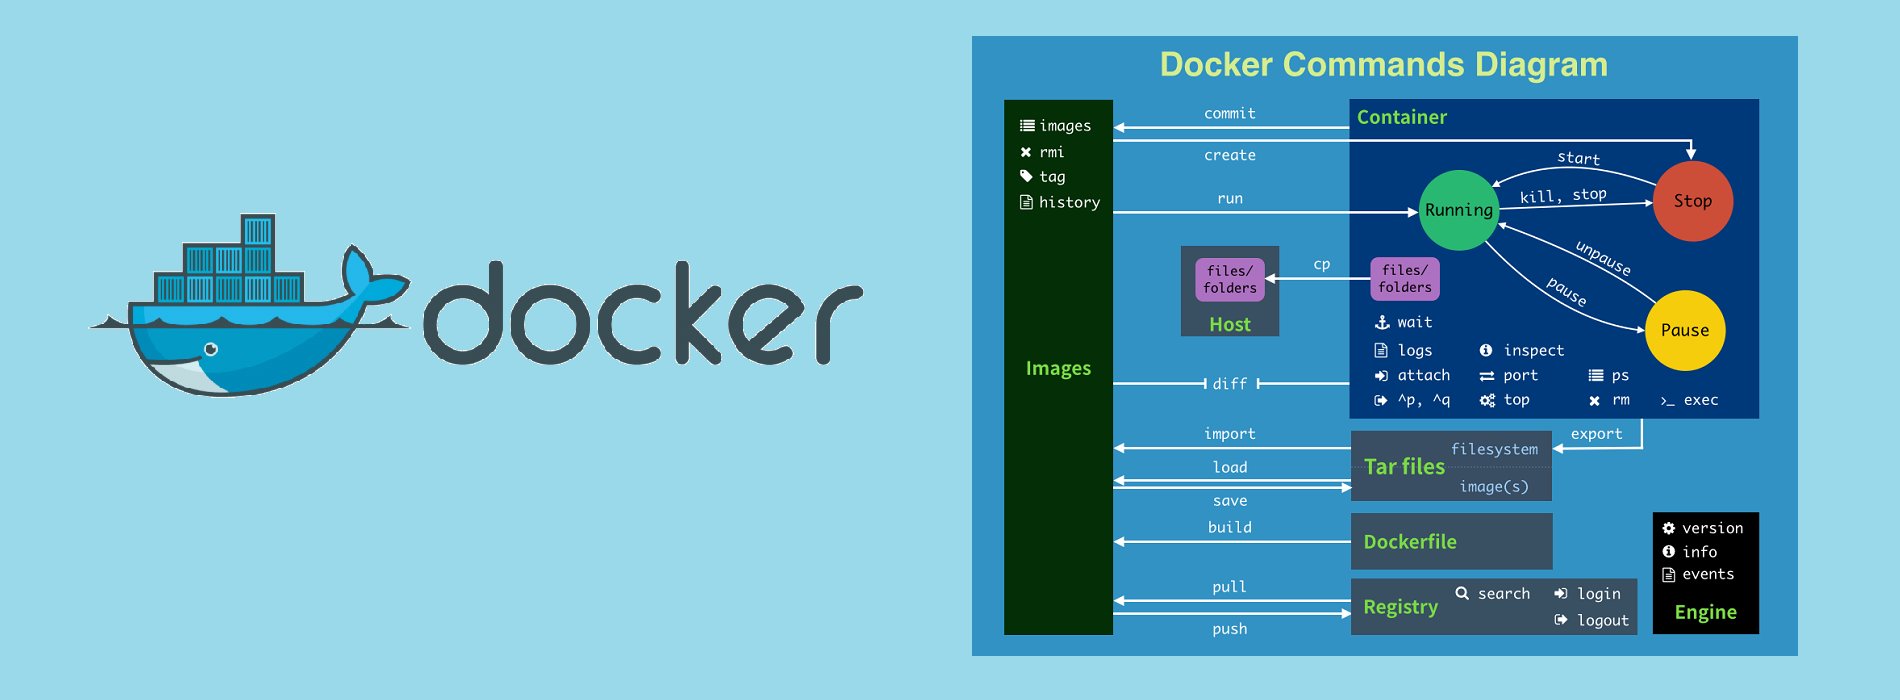 docker
Docker Commands Diagram
images
rmi
tag
history
Images
commit
create
run
cp
diff
import
load
save
build
pull
push
files/
folders
Host
Container
start
kill, stop
Running
Stop
unpause
pause
Pause
files/
folders
wait
logs
inspect
attach
port
ps
^p, ^q
top
rm
>_ exec
export
Tar files
filesystem
image(s)
Dockerfile
Registry
search
login
logout
version
info
events
Engine